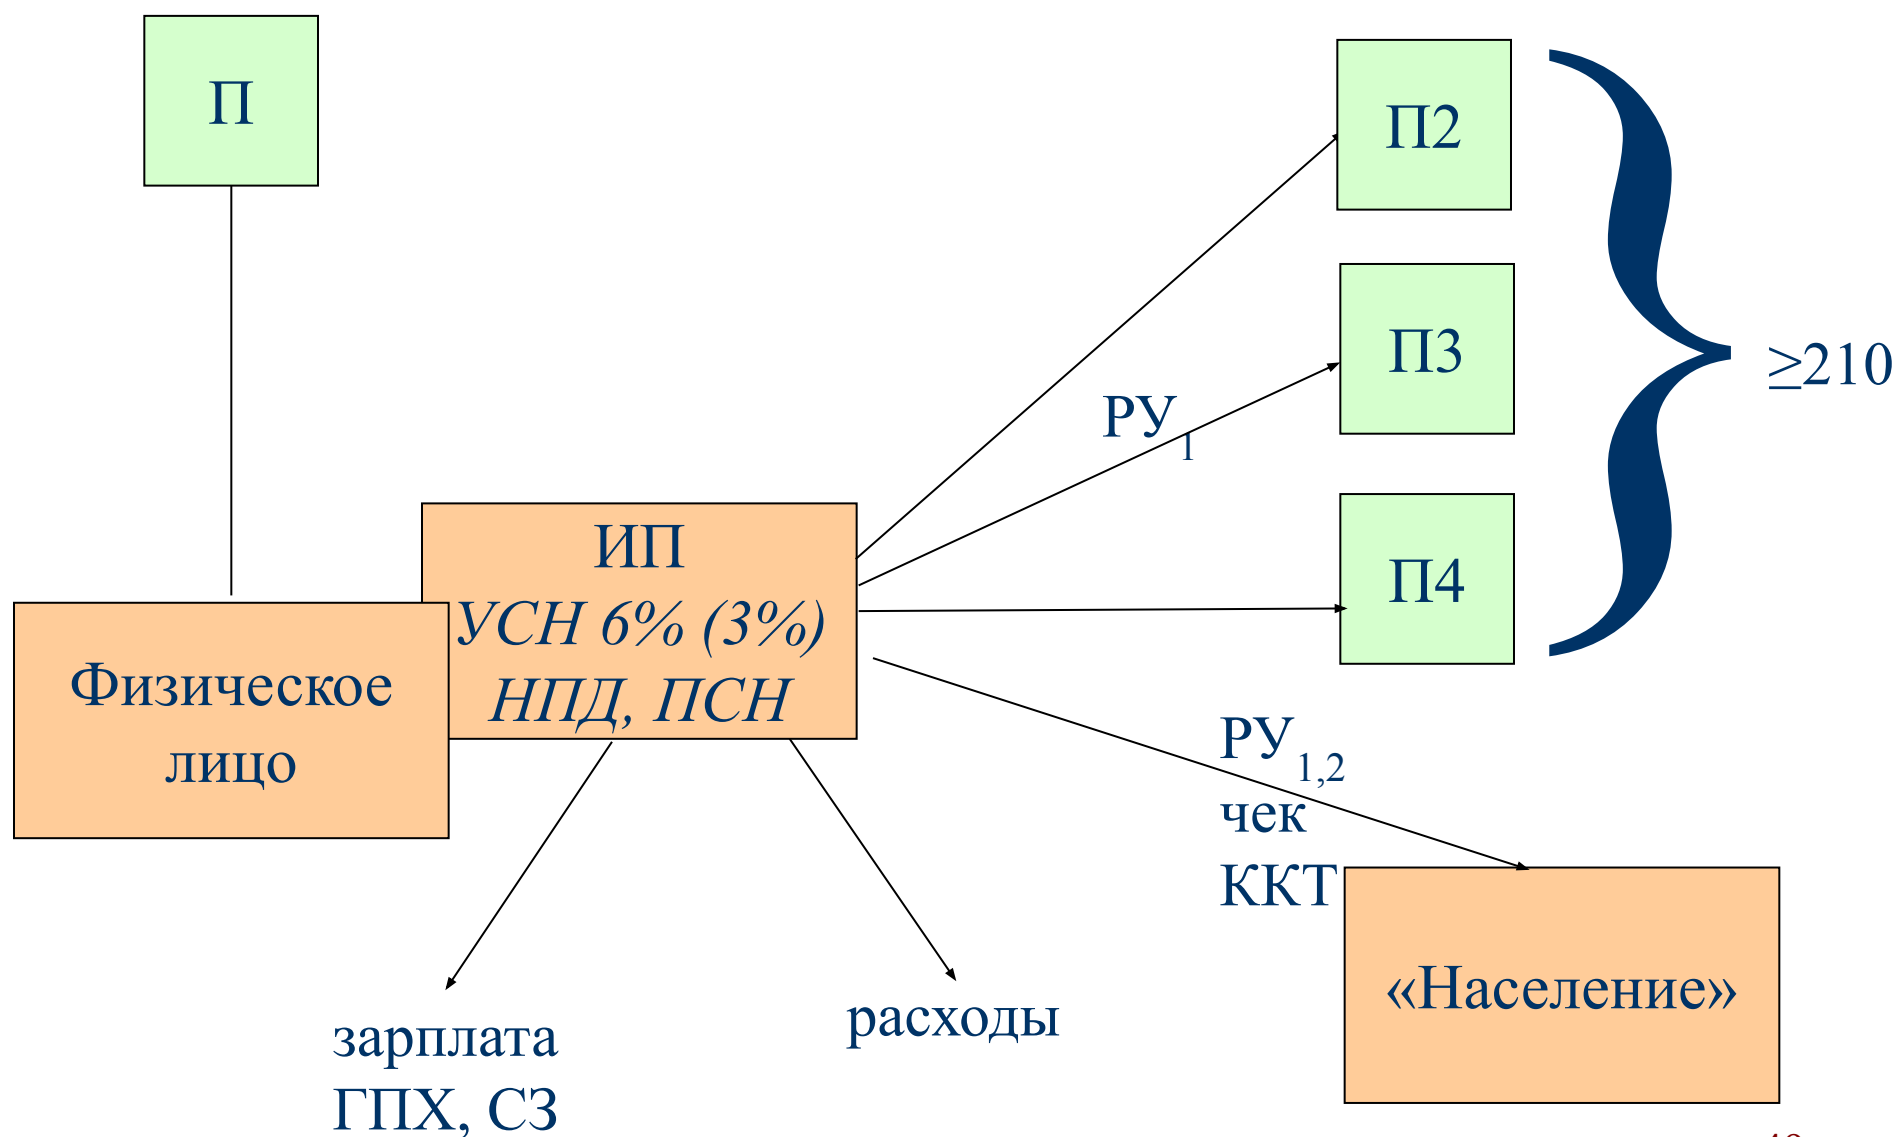 П
П2
П3
≥210
РУ1
ИП
УСН 6% (3%)
НПД, ПСН
П4
Физическое
лицо
РУ1,2
чек
ККТ
«Население»
расходы
зарплата
ГПХ, СЗ